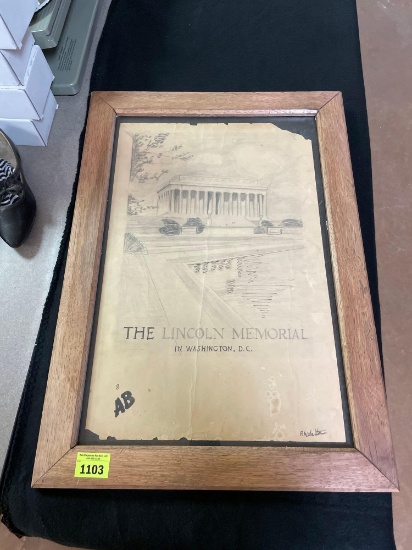 THE LINCOLN MEMORIAL
IN WASHINGTON, D.C.
AB
1103